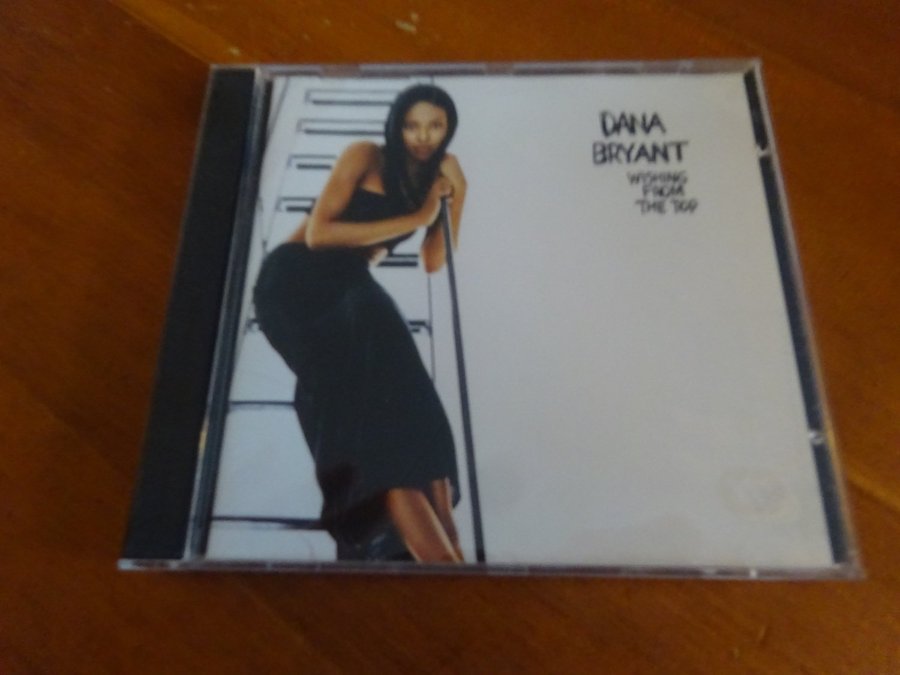 DANA
BRYANT
WISHING
FROM
THE TOP